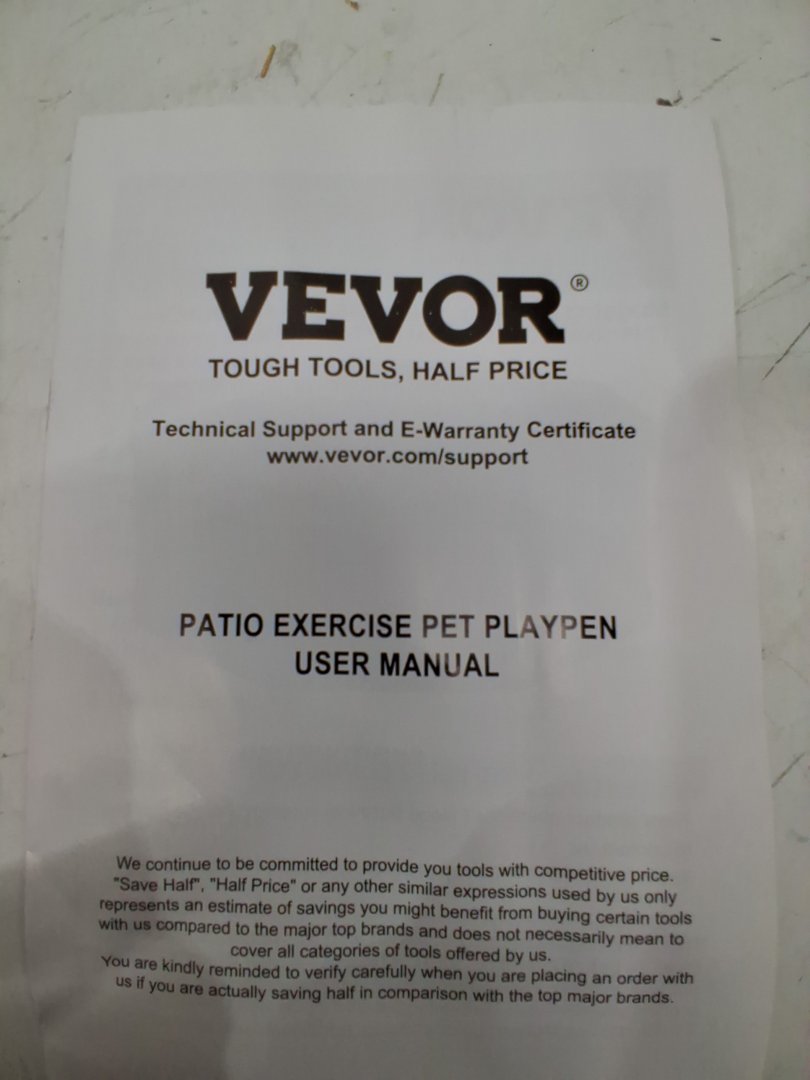 VEVOR®
TOUGH TOOLS, HALF PRICE
Technical Support and E-Warranty Certificate
www.vevor.com/support
PATIO EXERCISE PET PLAYPEN
USER MANUAL
We continue to be committed to provide you tools with competitive price.
"Save Half", "Half Price" or any other similar expressions used by us only
represents an estimate of savings you might benefit from buying certain tools
with us compared to the major top brands and does not necessarily mean to
cover all categories of tools offered by us.
You are kindly reminded to verify carefully when you are placing an order with
us if you are actually saving half in comparison with the top major brands.